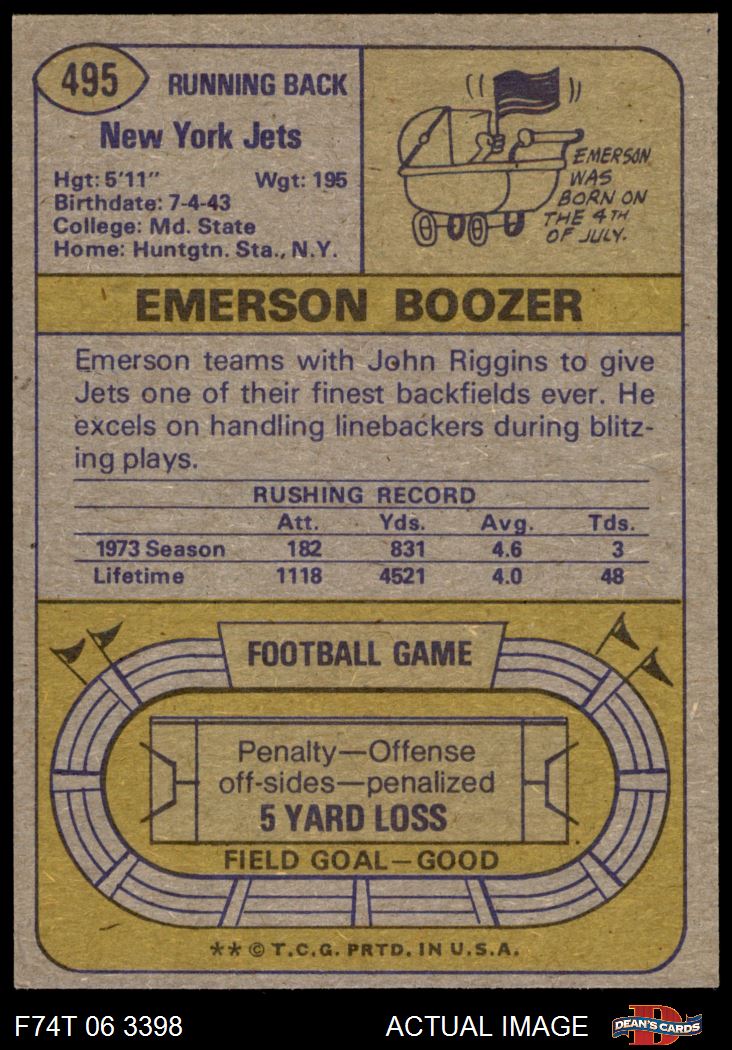 495
RUNNING BACK
New York Jets
Hgt: 5'11" Wgt: 195
Birthdate: 7-4-43
College: Md. State
Home: Huntgtn. Sta., N.Y.
EMERSON
WAS
BORN ON
THE 4TH
OF JULY.
EMERSON BOOZER
Emerson teams with John Riggins to give
Jets one of their finest backfields ever. He
excels on handling linebackers during blitz-
ing plays.
RUSHING RECORD
Att. Yds. Avg. Tds.
1973 Season 182 831 4.6 3
Lifetime 1118 4521 4.0 48
FOOTBALL GAME
Penalty—Offense
off-sides—penalized
5 YARD LOSS
FIELD GOAL—GOOD
** © T.C.G. PRTD. IN U.S.A.
F74T 06 3398 ACTUAL IMAGE
D
DEAN'S CARDS